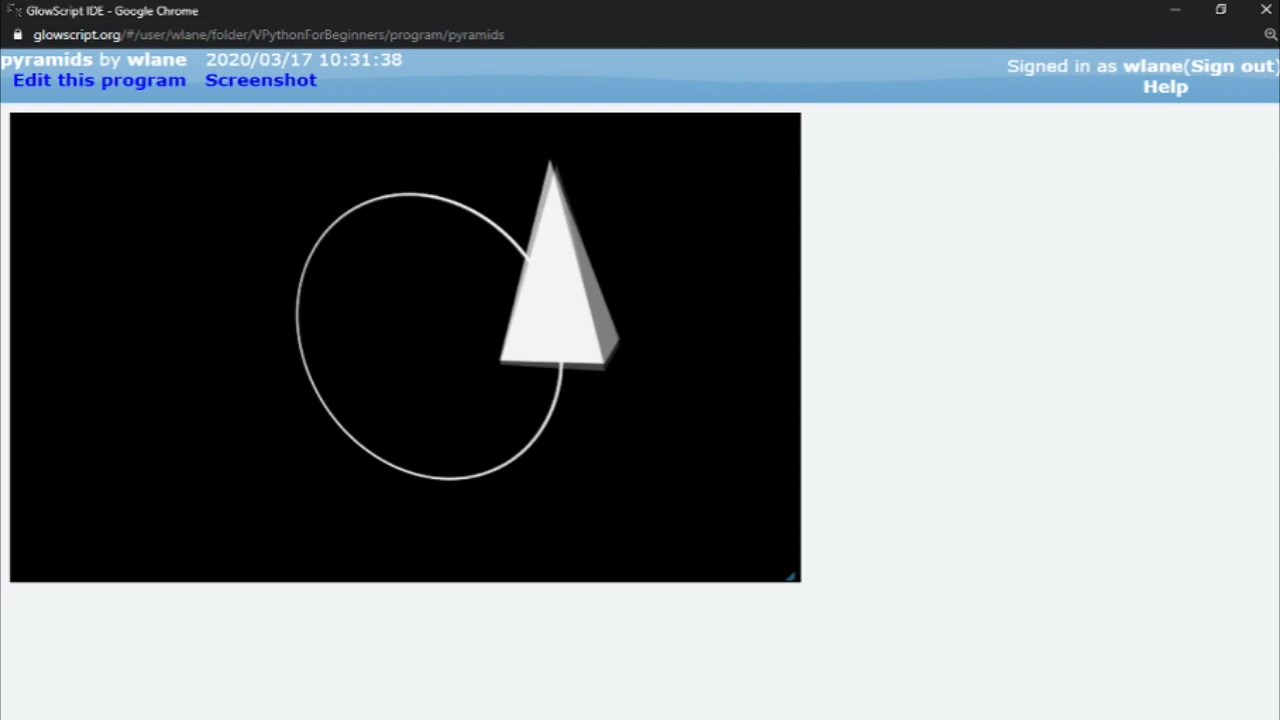 GlowScript IDE - Google Chrome
glowscript.org/#/user/wlane/folder/VPythonForBeginners/program/pyramids
pyramids by wlane 2020/03/17 10:31:38
Signed in as wlane(Sign out)
Edit this program Screenshot
Help